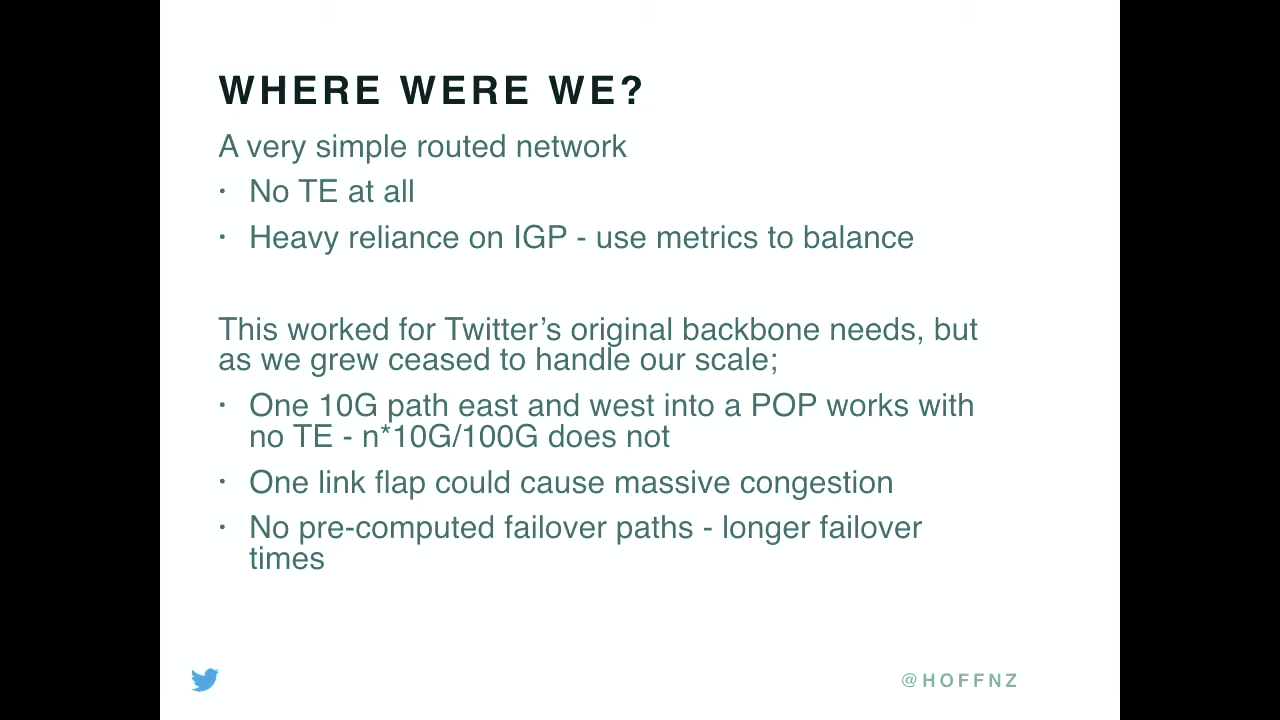 WHERE WERE WE?
A very simple routed network
· No TE at all
· Heavy reliance on IGP - use metrics to balance
This worked for Twitter’s original backbone needs, but
as we grew ceased to handle our scale;
· One 10G path east and west into a POP works with
no TE - n*10G/100G does not
· One link flap could cause massive congestion
· No pre-computed failover paths - longer failover
times
@HOFFNZ